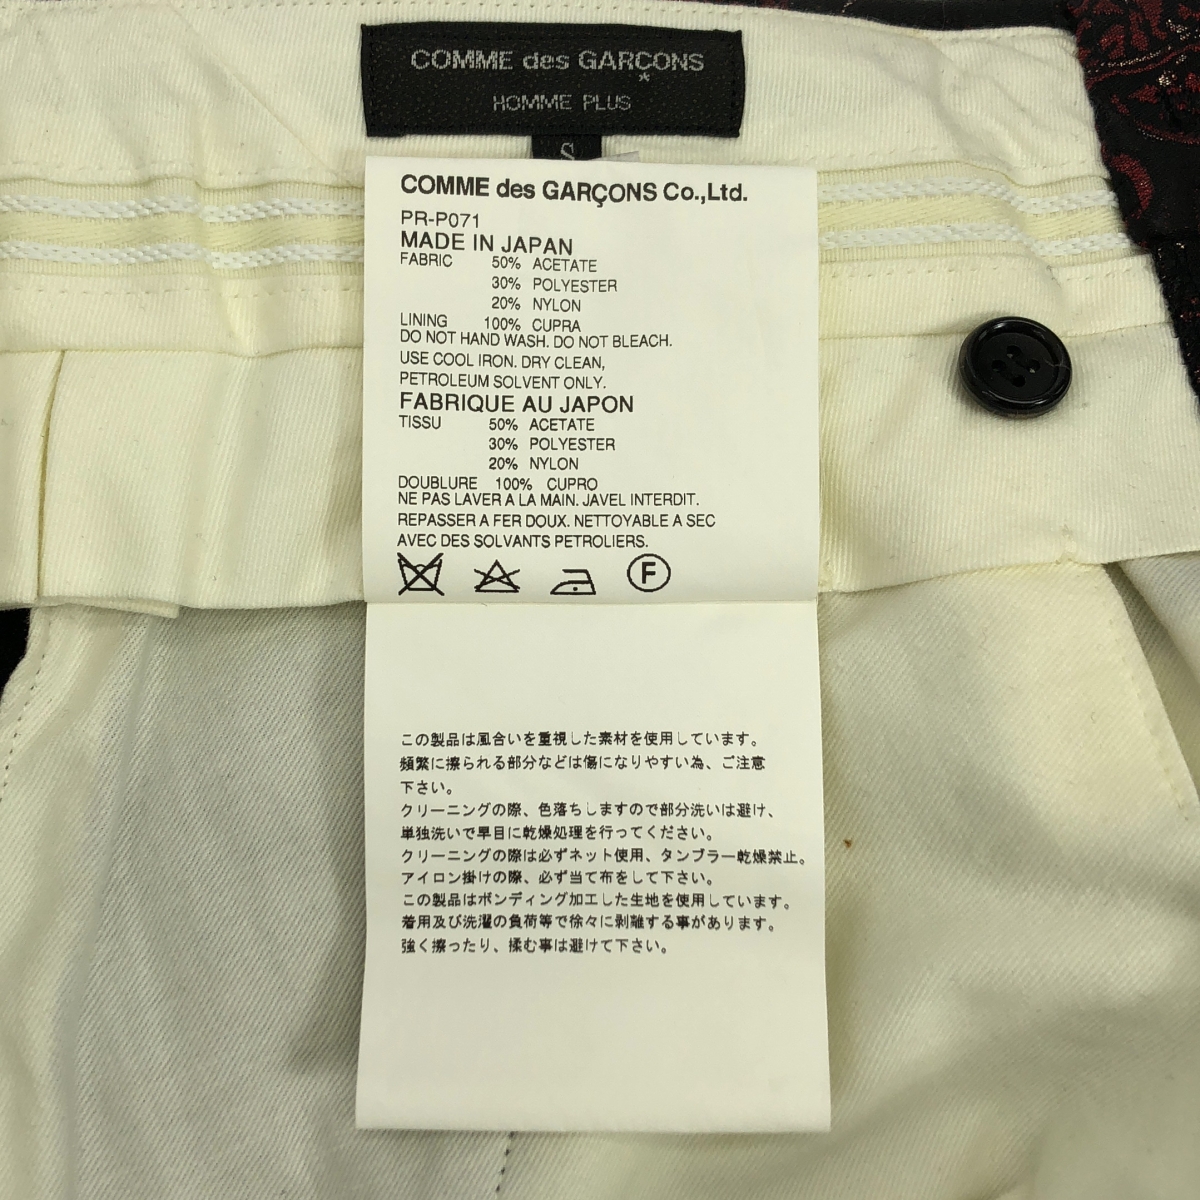 COMME des GARÇONS
*
HOMME PLUS
S
COMME des GARÇONS Co.,Ltd.
PR-P071
MADE IN JAPAN
FABRIC 50% ACETATE
30% POLYESTER
20% NYLON
LINING 100% CUPRA
DO NOT HAND WASH. DO NOT BLEACH.
USE COOL IRON. DRY CLEAN,
PETROLEUM SOLVENT ONLY.
FABRIQUE AU JAPON
TISSU 50% ACETATE
30% POLYESTER
20% NYLON
DOUBLURE 100% CUPRO
NE PAS LAVER A LA MAIN. JAVEL INTERDIT.
REPASSER A FER DOUX. NETTOYABLE A SEC
AVEC DES SOLVANTS PETROLIERS.
F
この製品は風合いを重視した素材を使用しています。
頻繁に擦られる部分などは傷になりやすい為、ご注意
下さい。
クリーニングの際、色落ちしますので部分洗いは避け、
単独洗いで早目に乾燥処理を行ってください。
クリーニングの際は必ずネット使用、タンブラー乾燥禁止。
アイロン掛けの際、必ず当て布をして下さい。
この製品はボンディング加工した生地を使用しています。
着用及び洗濯の負荷等で徐々に剥離する事があります。
強く擦ったり、揉む事は避けて下さい。